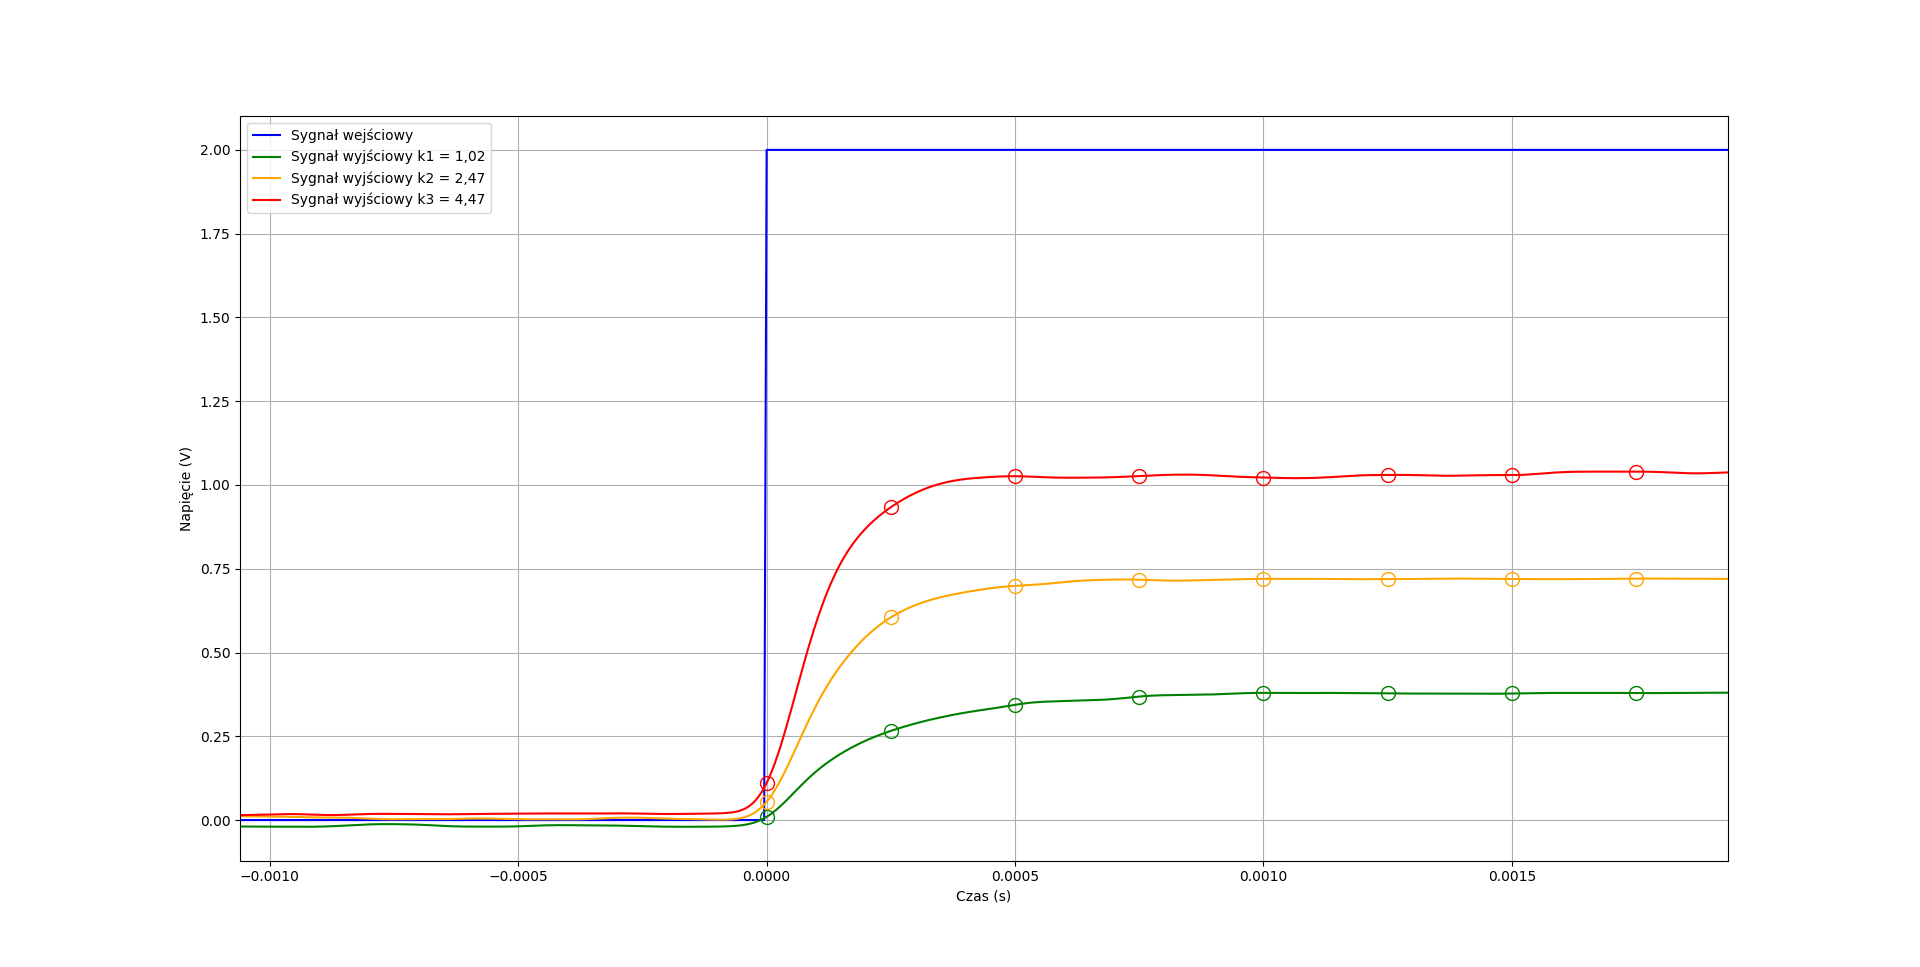 Sygnał wejściowy
Sygnał wyjściowy k1 = 1,02
Sygnał wyjściowy k2 = 2,47
Sygnał wyjściowy k3 = 4,47
2.00
1.75
1.50
1.25
1.00
0.75
0.50
0.25
0.00
Napięcie (V)
−0.0010 −0.0005 0.0000 0.0005 0.0010 0.0015
Czas (s)